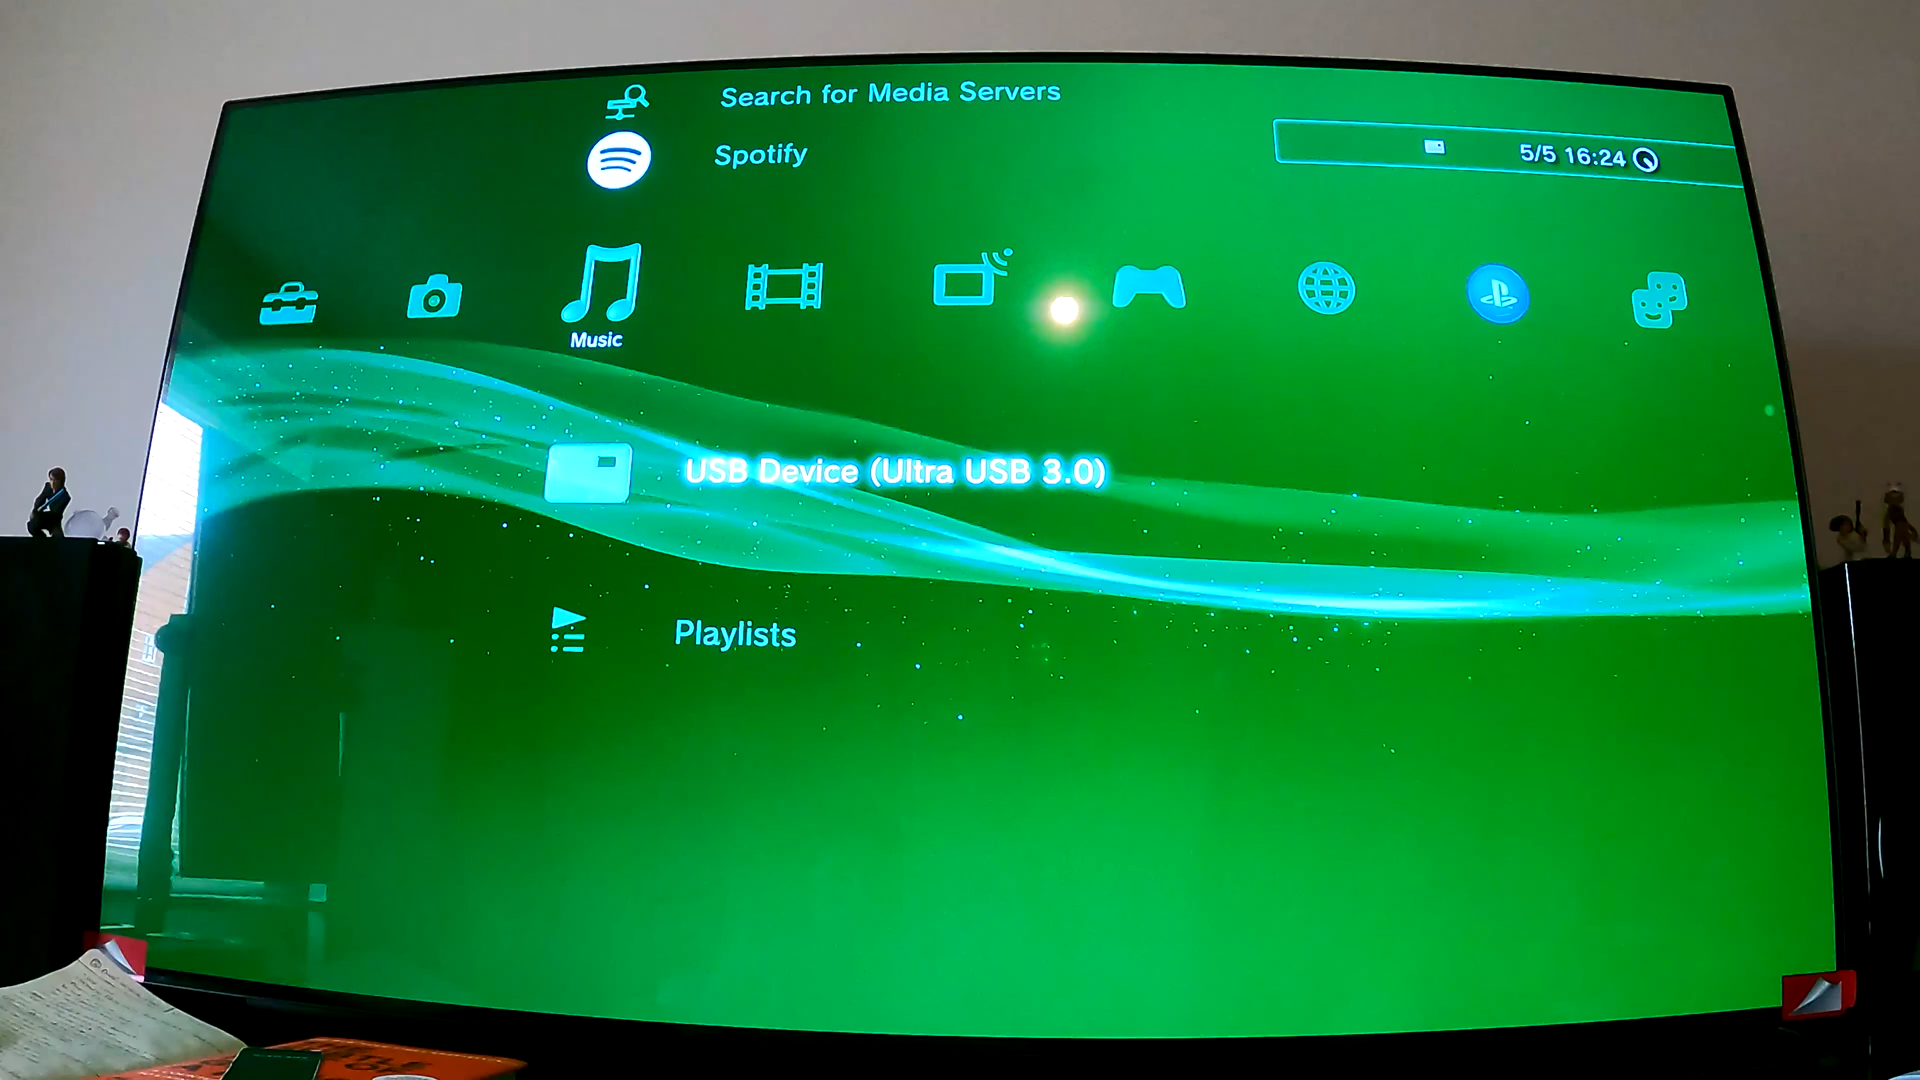 Search for Media Servers
Spotify
5/5 16:24
Music
USB Device (Ultra USB 3.0)
Playlists